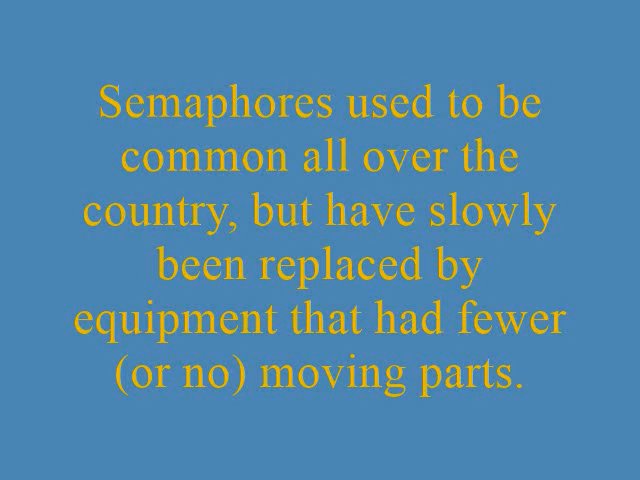 Semaphores used to be
common all over the
country, but have slowly
been replaced by
equipment that had fewer
(or no) moving parts.